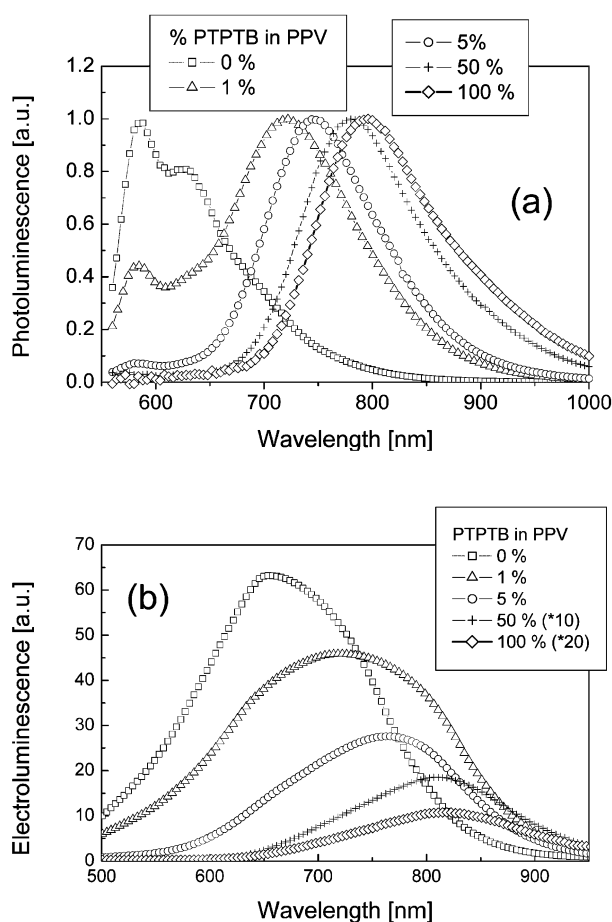 % PTPTB in PPV
0 %
1 %
5%
50 %
100 %
1.2
1.0
0.8
0.6
0.4
0.2
0.0
Photoluminescence [a.u.]
(a)
600 700 800 900 1000
Wavelength [nm]
PTPTB in PPV
0 %
1 %
5 %
50 % (*10)
100 % (*20)
70
60
50
40
30
20
10
0
Electroluminescence [a.u.]
(b)
500 600 700 800 900
Wavelength [nm]